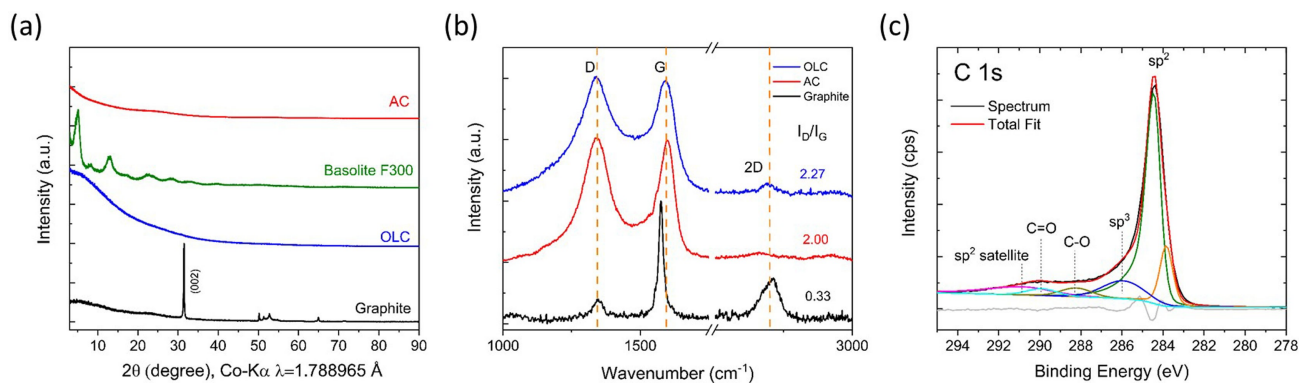 (a)
Intensity (a.u.)
AC
Basolite F300
OLC
(002)
Graphite
10 20 30 40 50 60 70 80 90
2θ (degree), Co-Kα λ=1.788965 Å
(b)
Intensity (a.u.)
D
G
OLC
AC
Graphite
I_D/I_G
2D
2.27
2.00
0.33
1000 1500 3000
Wavenumber (cm⁻¹)
(c)
Intensity (cps)
C 1s
sp²
Spectrum
Total Fit
sp³
C=O
C-O
sp² satellite
294 292 290 288 286 284 282 280 278
Binding Energy (eV)